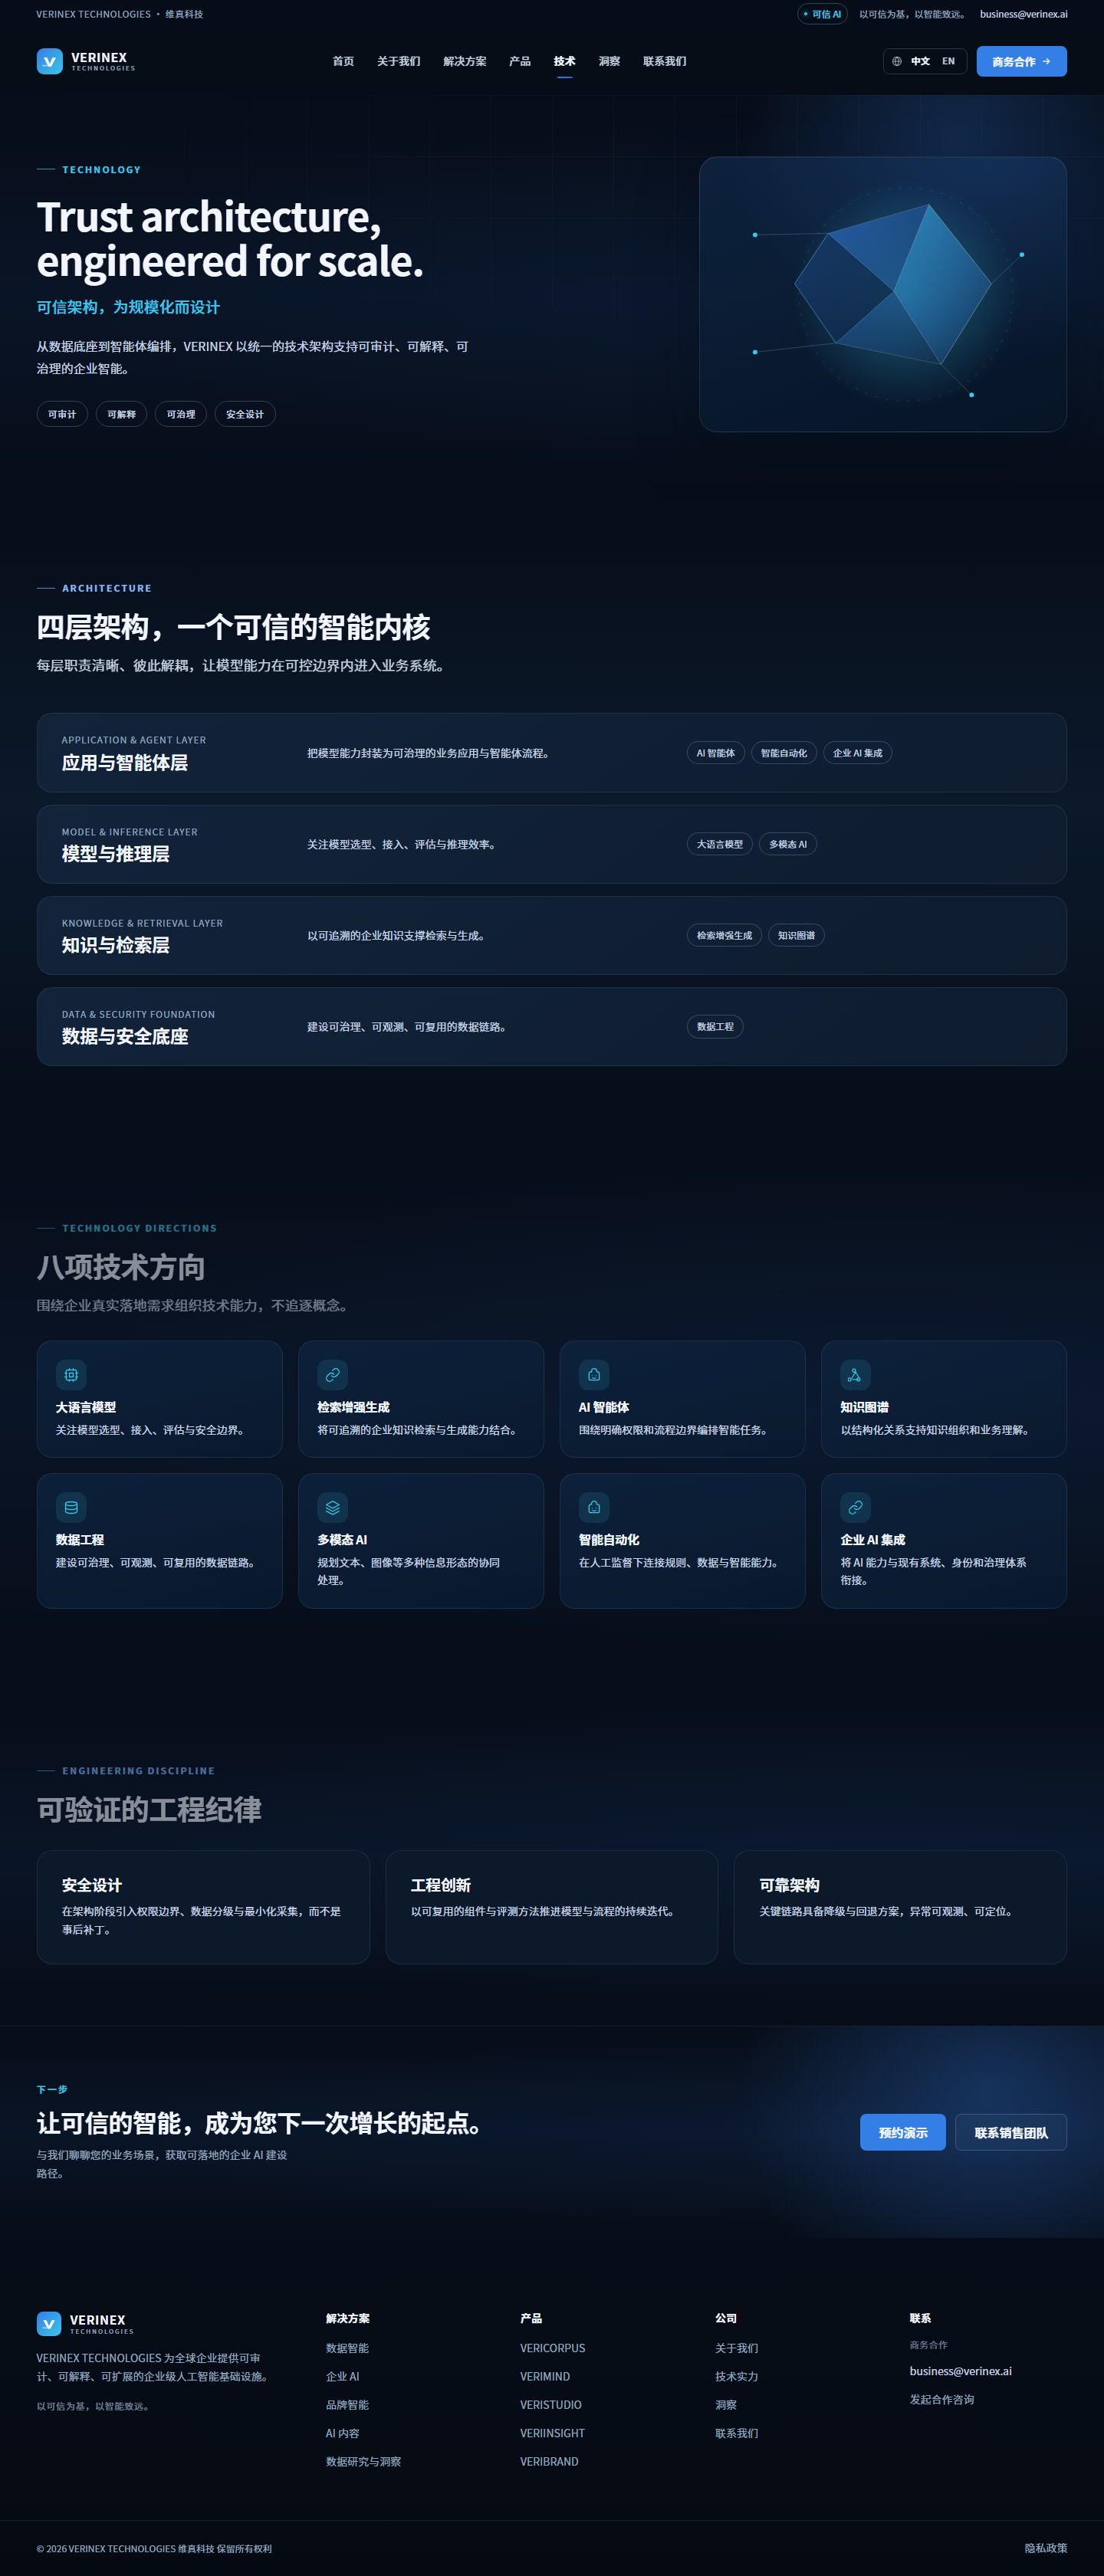 VERINEX TECHNOLOGIES • 维真科技
可信 AI
以可信为基，以智能致远。
business@verinex.ai
VERINEX
TECHNOLOGIES
首页
关于我们
解决方案
产品
技术
洞察
联系我们
中文
EN
商务合作 →
TECHNOLOGY
Trust architecture,
engineered for scale.
可信架构，为规模化而设计
从数据底座到智能体编排，VERINEX 以统一的技术架构支持可审计、可解释、可
治理的企业智能。
可审计
可解释
可治理
安全设计
ARCHITECTURE
四层架构，一个可信的智能内核
每层职责清晰、彼此解耦，让模型能力在可控边界内进入业务系统。
APPLICATION & AGENT LAYER
应用与智能体层
把模型能力封装为可治理的业务应用与智能体流程。
AI 智能体
智能自动化
企业 AI 集成
MODEL & INFERENCE LAYER
模型与推理层
关注模型选型、接入、评估与推理效率。
大语言模型
多模态 AI
KNOWLEDGE & RETRIEVAL LAYER
知识与检索层
以可追溯的企业知识支撑检索与生成。
检索增强生成
知识图谱
DATA & SECURITY FOUNDATION
数据与安全底座
建设可治理、可观测、可复用的数据链路。
数据工程
TECHNOLOGY DIRECTIONS
八项技术方向
围绕企业真实落地需求组织技术能力，不追逐概念。
大语言模型
关注模型选型、接入、评估与安全边界。
检索增强生成
将可追溯的企业知识检索与生成能力结合。
AI 智能体
围绕明确权限和流程边界编排智能任务。
知识图谱
以结构化关系支持知识组织和业务理解。
数据工程
建设可治理、可观测、可复用的数据链路。
多模态 AI
规划文本、图像等多种信息形态的协同
处理。
智能自动化
在人工监督下连接规则、数据与智能能力。
企业 AI 集成
将 AI 能力与现有系统、身份和治理体系
衔接。
ENGINEERING DISCIPLINE
可验证的工程纪律
安全设计
在架构阶段引入权限边界、数据分级与最小化采集，而不是
事后补丁。
工程创新
以可复用的组件与评测方法推进模型与流程的持续迭代。
可靠架构
关键链路具备降级与回退方案，异常可观测、可定位。
下一步
让可信的智能，成为您下一次增长的起点。
与我们聊聊您的业务场景，获取可落地的企业 AI 建设
路径。
预约演示
联系销售团队
VERINEX
TECHNOLOGIES
VERINEX TECHNOLOGIES 为全球企业提供可审
计、可解释、可扩展的企业级人工智能基础设施。
以可信为基，以智能致远。
解决方案
数据智能
企业 AI
品牌智能
AI 内容
数据研究与洞察
产品
VERICORPUS
VERIMIND
VERISTUDIO
VERIINSIGHT
VERIBRAND
公司
关于我们
技术实力
洞察
联系我们
联系
商务合作
business@verinex.ai
发起合作咨询
© 2026 VERINEX TECHNOLOGIES 维真科技 保留所有权利
隐私政策